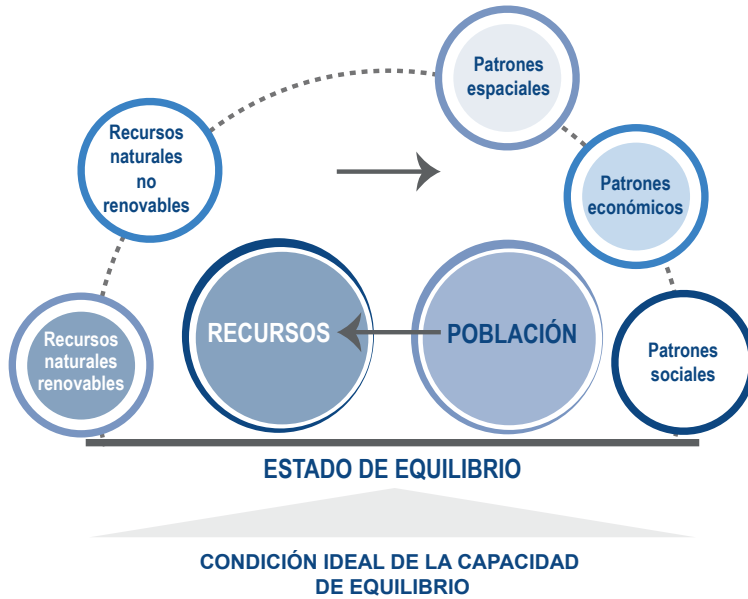 Patrones
espaciales
Recursos
naturales
no
renovables
Patrones
económicos
RECURSOS
POBLACIÓN
Recursos
naturales
renovables
Patrones
sociales
ESTADO DE EQUILIBRIO
CONDICIÓN IDEAL DE LA CAPACIDAD
DE EQUILIBRIO